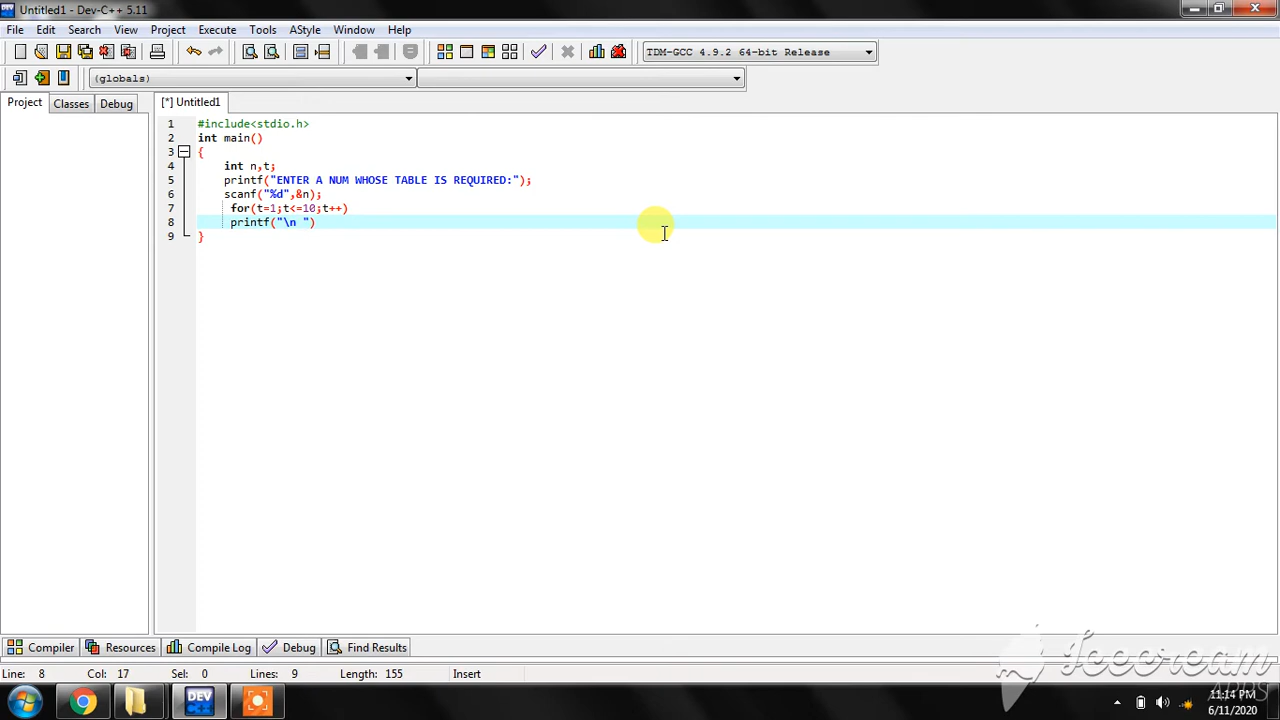 Untitled1 - Dev-C++ 5.11
File Edit Search View Project Execute Tools AStyle Window Help
TDM-GCC 4.9.2 64-bit Release
(globals)
Project Classes Debug [*] Untitled1
1 #include<stdio.h>
2 int main()
3 {
4 int n,t;
5 printf("ENTER A NUM WHOSE TABLE IS REQUIRED:");
6 scanf("%d",&n);
7 for(t=1;t<=10;t++)
8 printf("\n ")
9 }
Compiler Resources Compile Log Debug Find Results
Line: 8 Col: 17 Sel: 0 Lines: 9 Length: 155 Insert
Icecream
Apps
DEV C++
11:14 PM
6/11/2020